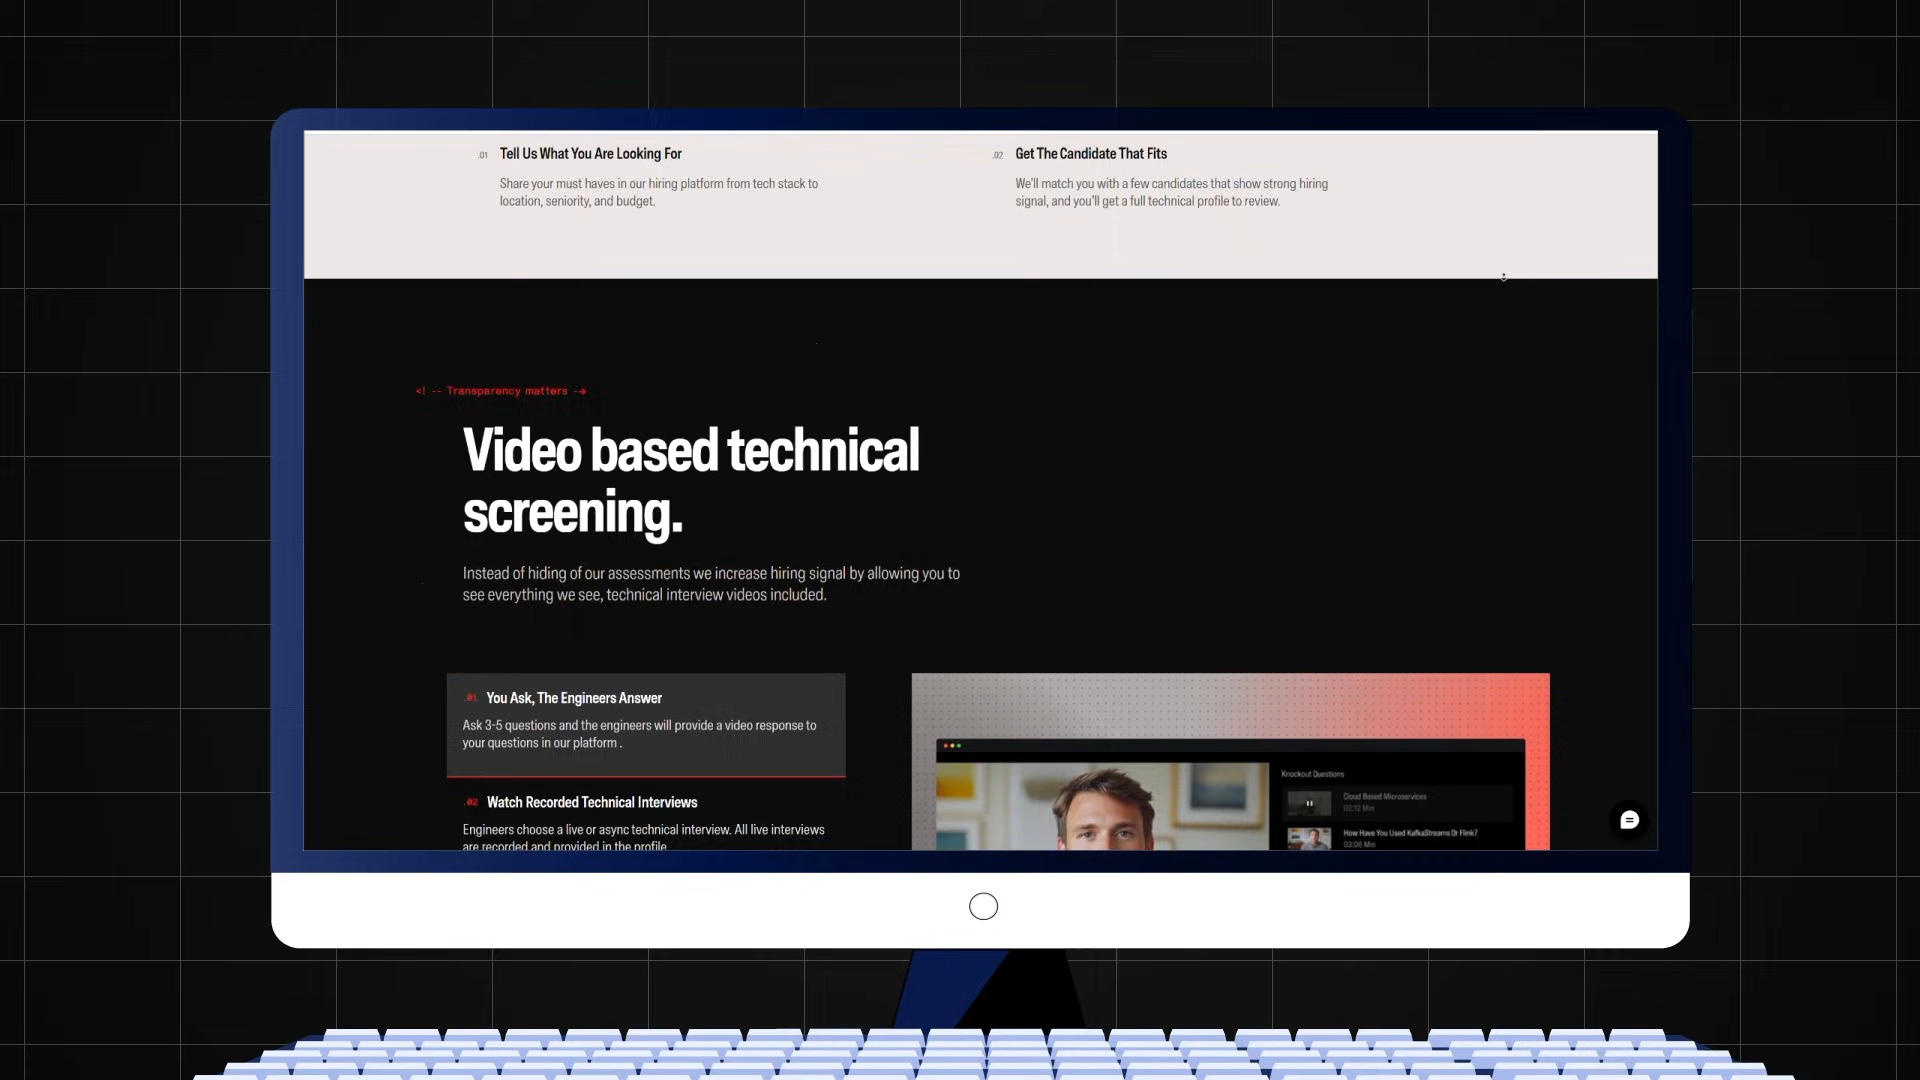 .01 Tell Us What You Are Looking For
Share your must haves in our hiring platform from tech stack to
location, seniority, and budget.
.02 Get The Candidate That Fits
We'll match you with a few candidates that show strong hiring
signal, and you'll get a full technical profile to review.
<! -- Transparency matters -->
Video based technical
screening.
Instead of hiding of our assessments we increase hiring signal by allowing you to
see everything we see, technical interview videos included.
.01 You Ask, The Engineers Answer
Ask 3-5 questions and the engineers will provide a video response to
your questions in our platform .
.02 Watch Recorded Technical Interviews
Engineers choose a live or async technical interview. All live interviews
are recorded and provided in the profile.
Knockout Questions
Cloud Based Microservices
02:12 Min
How Have You Used KafkaStreams Or Flink?
03:06 Min